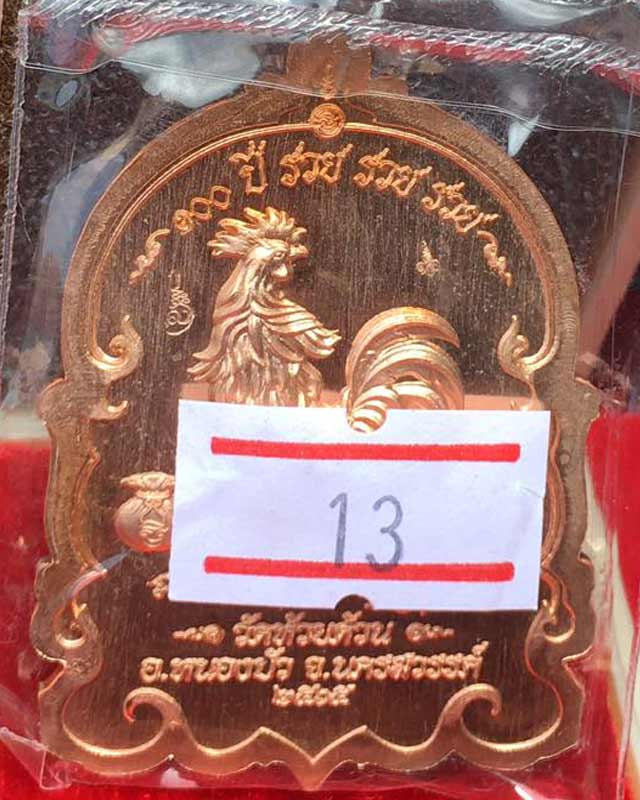 ๑๐๐ ปี รวย รวย รวย
13
วัดห้วยด้วน
อ.หนองบัว จ.นครสวรรค์
๒๕๖๕